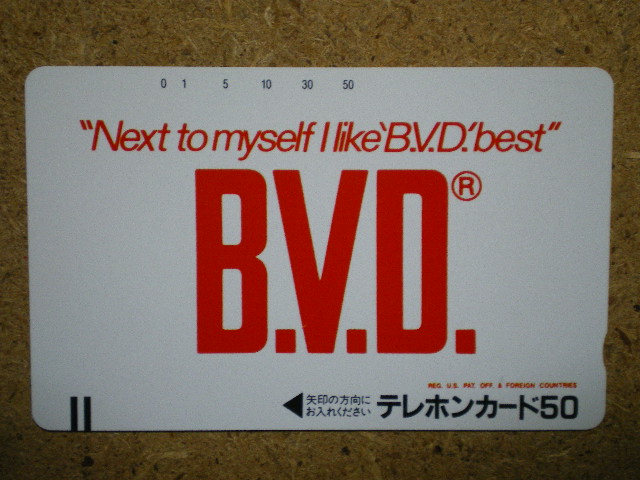 0 1 5 10 30 50
"Next to myself I like 'B.V.D.' best"
B.V.D.®
REG. U.S. PAT. OFF. & FOREIGN COUNTRIES
◀矢印の方向に
お入れください
テレホンカード50